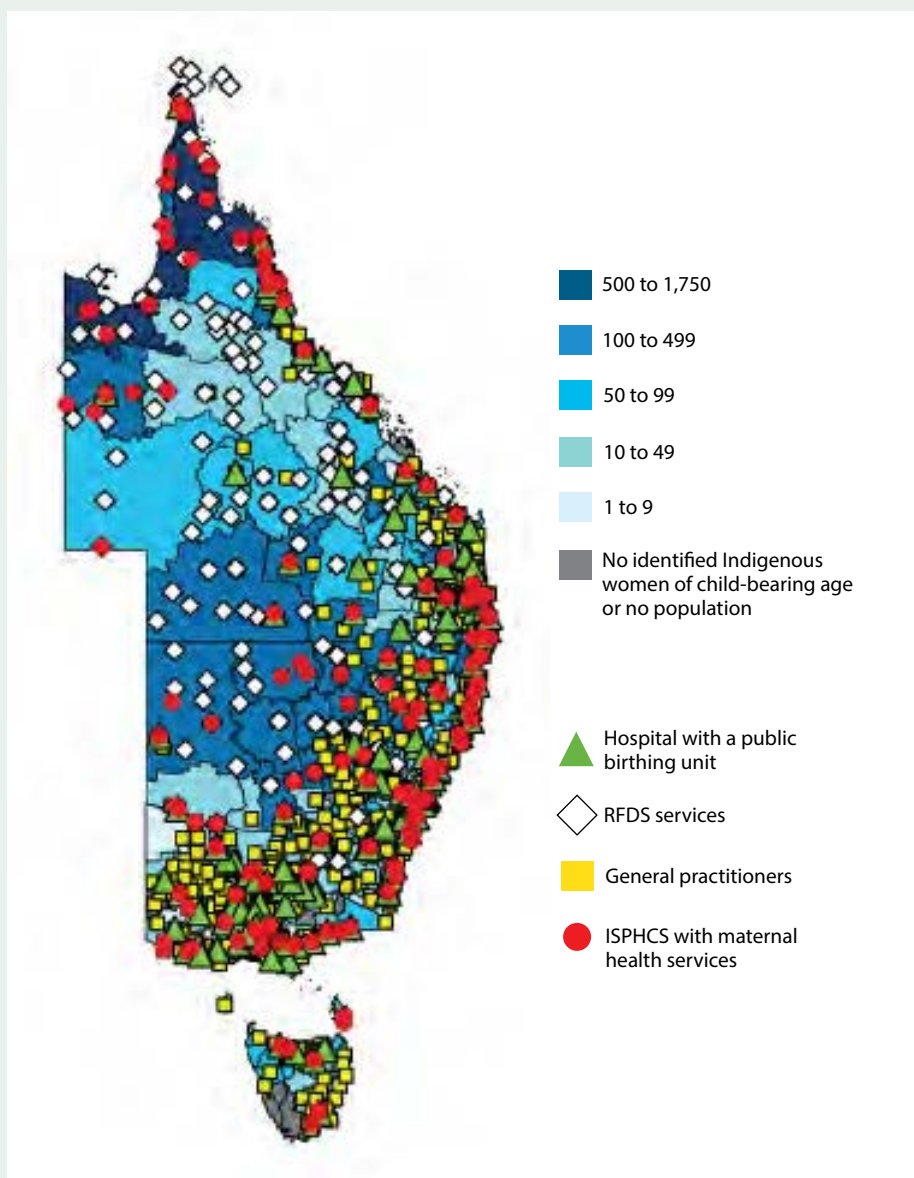 500 to 1,750
100 to 499
50 to 99
10 to 49
1 to 9
No identified Indigenous
women of child-bearing age
or no population
Hospital with a public
birthing unit
RFDS services
General practitioners
ISPHCS with maternal
health services